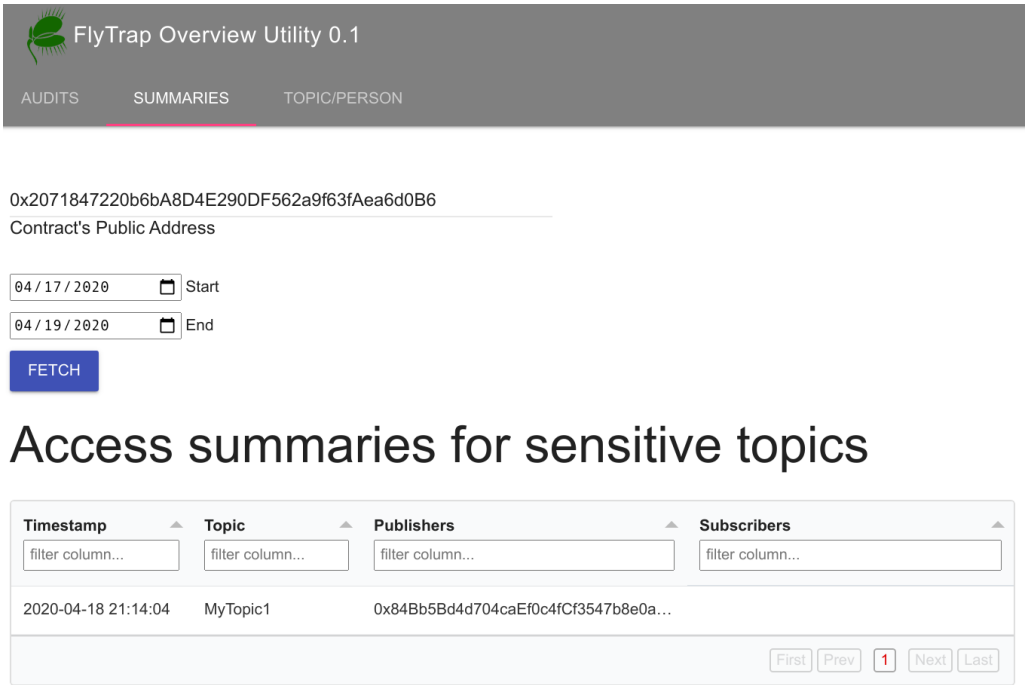 FlyTrap Overview Utility 0.1
AUDITS SUMMARIES TOPIC/PERSON
0x2071847220b6bA8D4E290DF562a9f63fAea6d0B6
Contract's Public Address
04/17/2020 Start
04/19/2020 End
FETCH
Access summaries for sensitive topics
Timestamp Topic Publishers Subscribers
filter column... filter column... filter column... filter column...
2020-04-18 21:14:04 MyTopic1 0x84Bb5Bd4d704caEf0c4fCf3547b8e0a...
First Prev 1 Next Last